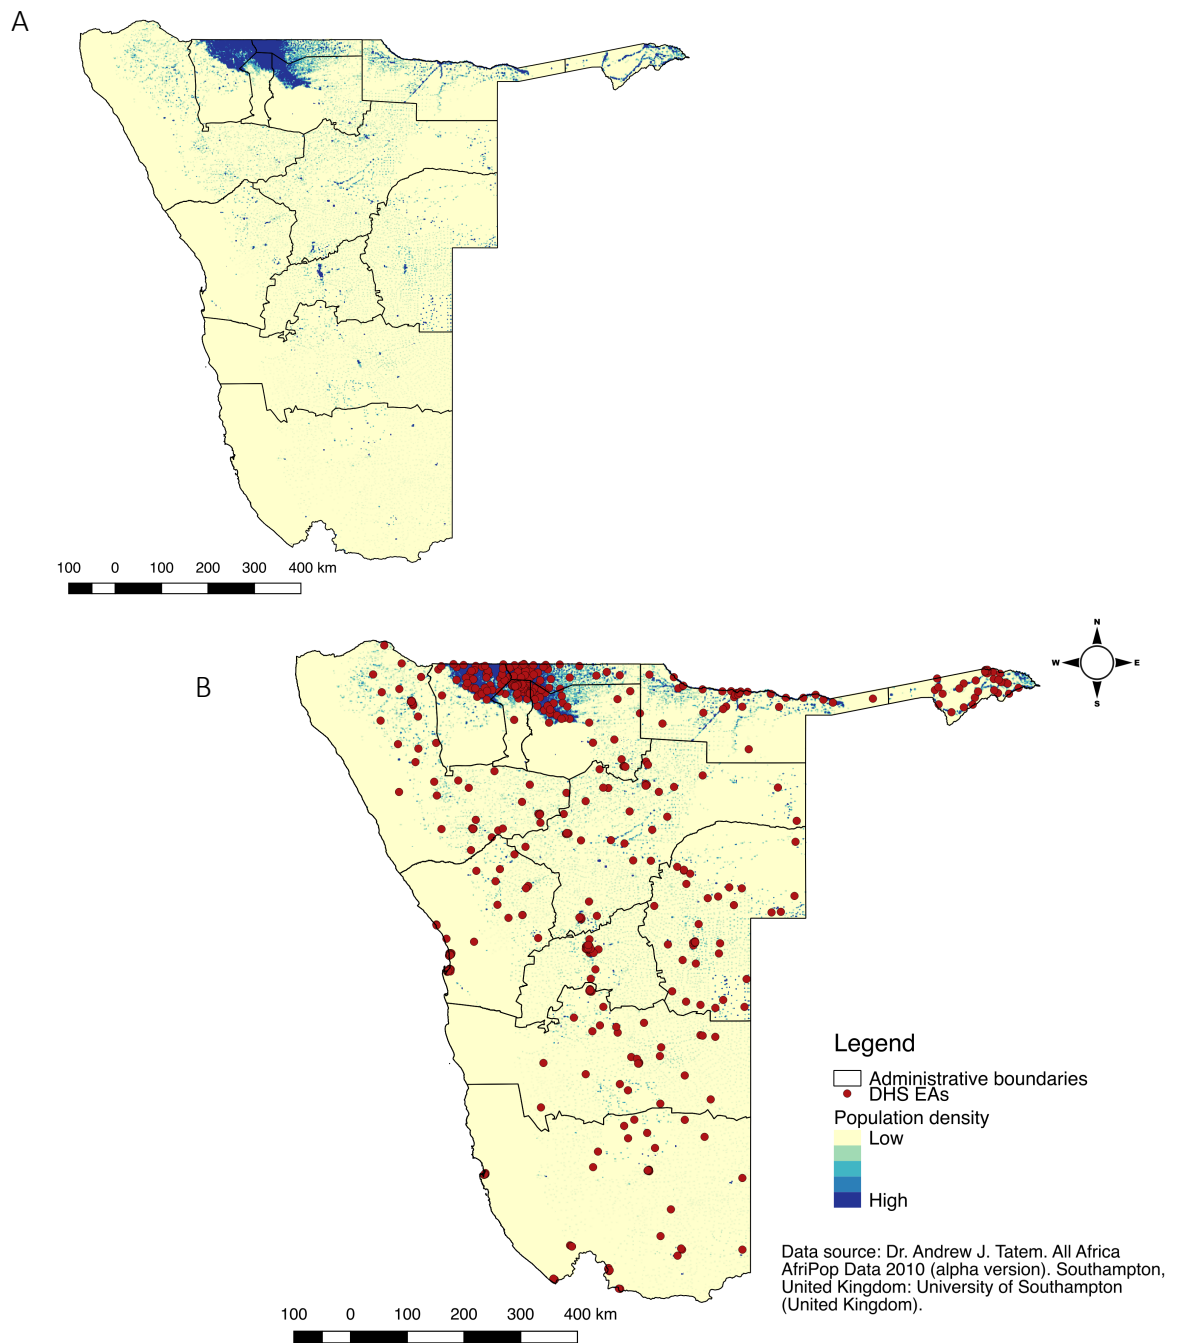 A
100 0 100 200 300 400 km
N
W E
S
B
Legend
Administrative boundaries
DHS EAs
Population density
Low
High
Data source: Dr. Andrew J. Tatem. All Africa
AfriPop Data 2010 (alpha version). Southampton,
United Kingdom: University of Southampton
(United Kingdom).
100 0 100 200 300 400 km